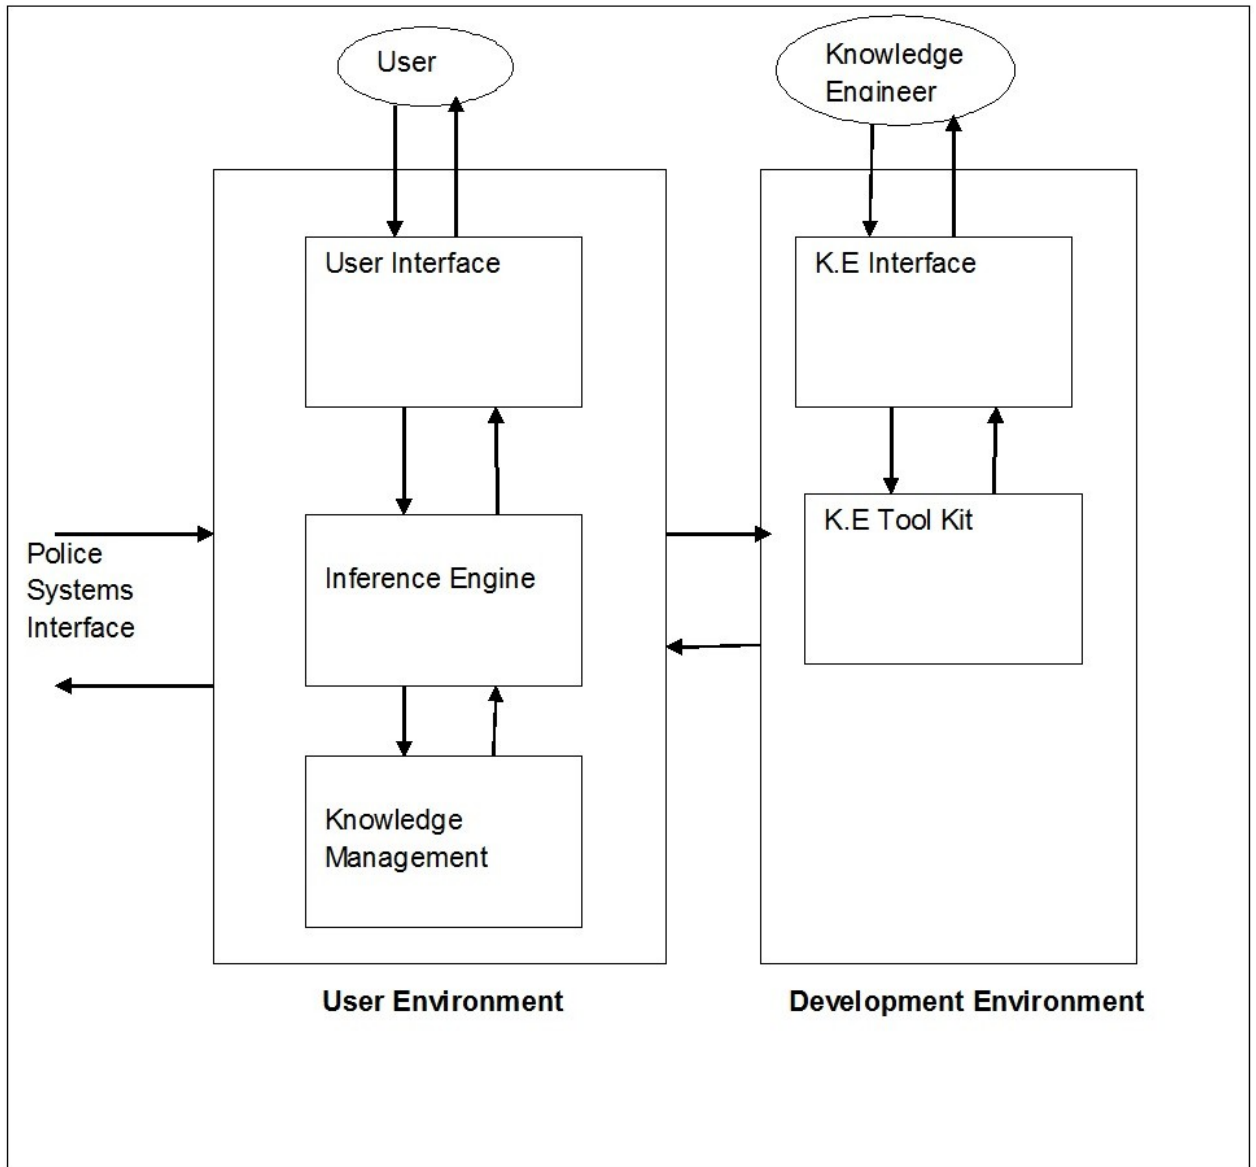 User
Knowledge
Engineer
User Interface
K.E Interface
K.E Tool Kit
Police
Systems
Interface
Inference Engine
Knowledge
Management
User Environment
Development Environment